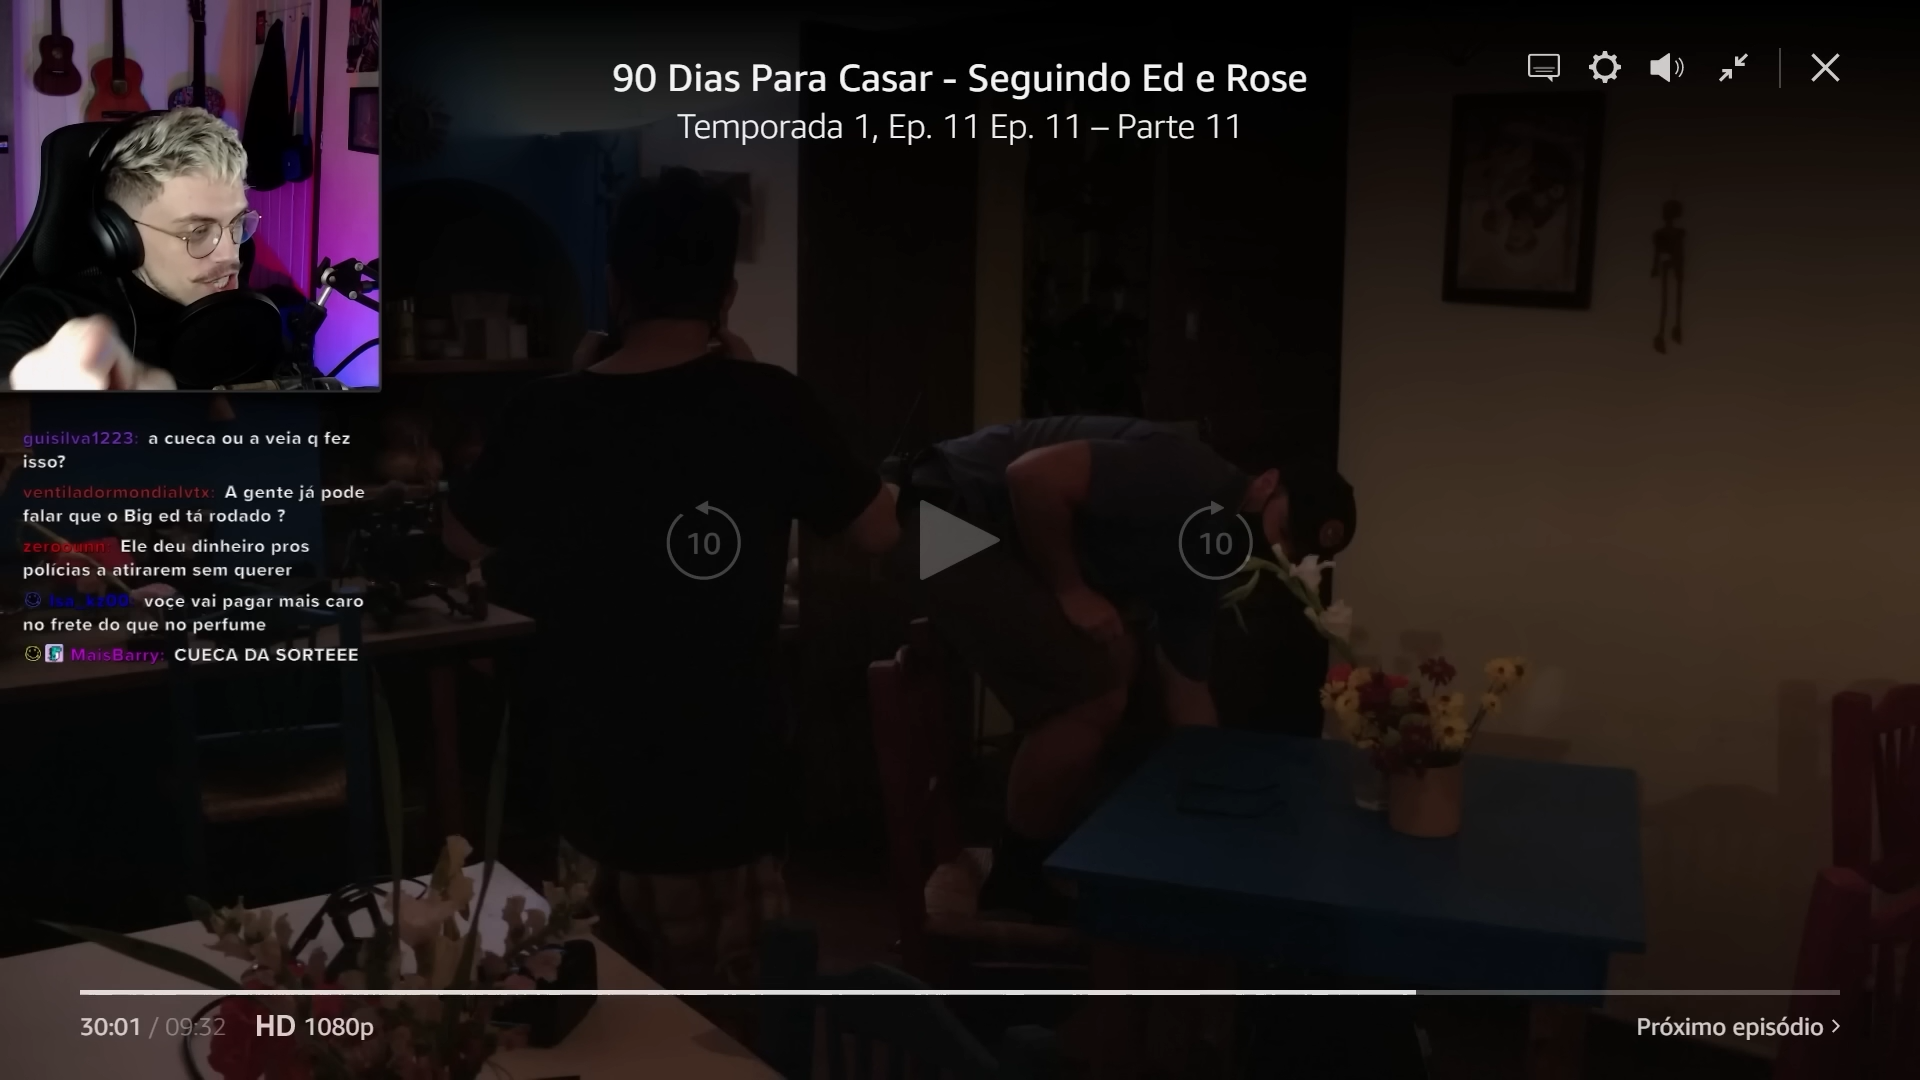 90 Dias Para Casar - Seguindo Ed e Rose
Temporada 1, Ep. 11 Ep. 11 – Parte 11
guisilva1223: a cueca ou a veia q fez
isso?
ventiladormondialvtx: A gente já pode
falar que o Big ed tá rodado ?
Ele deu dinheiro pros
polícias a atirarem sem querer
voçe vai pagar mais caro
no frete do que no perfume
MaisBarry: CUECA DA SORTEEE
10
10
30:01 / 09:32 HD 1080p
Próximo episódio